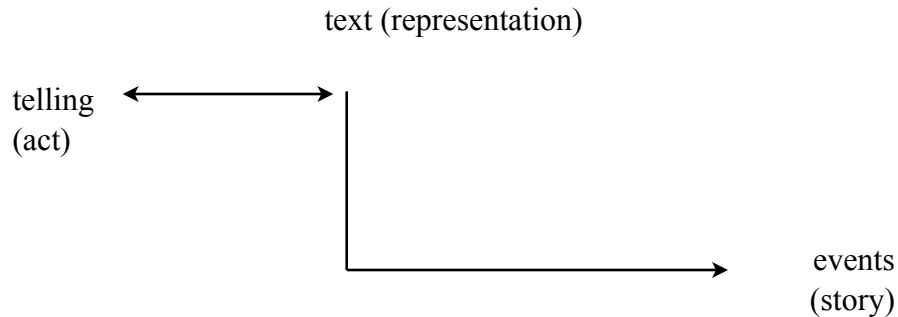 text (representation)
telling
(act)
events
(story)